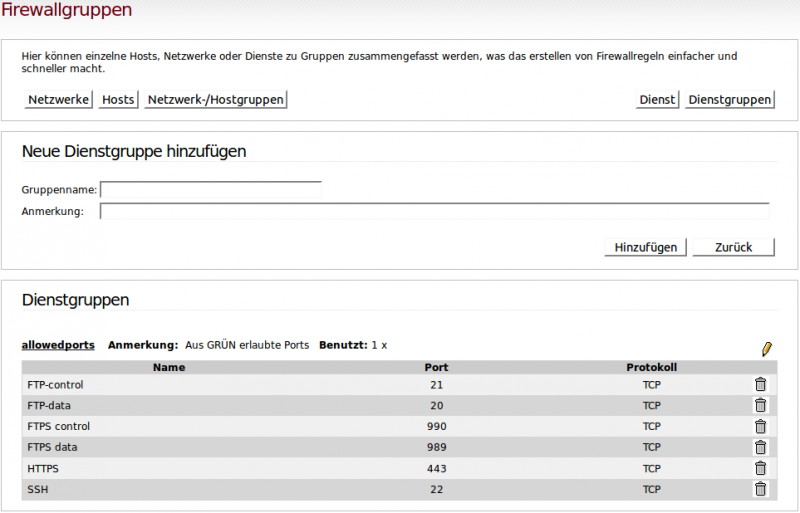 Firewallgruppen
Hier können einzelne Hosts, Netzwerke oder Dienste zu Gruppen zusammengefasst werden, was das erstellen von Firewallregeln einfacher und
schneller macht.
Netzwerke Hosts Netzwerk-/Hostgruppen Dienst Dienstgruppen
Neue Dienstgruppe hinzufügen
Gruppenname:
Anmerkung:
Hinzufügen Zurück
Dienstgruppen
allowedports Anmerkung: Aus GRÜN erlaubte Ports Benutzt: 1 x
Name Port Protokoll
FTP-control 21 TCP
FTP-data 20 TCP
FTPS control 990 TCP
FTPS data 989 TCP
HTTPS 443 TCP
SSH 22 TCP